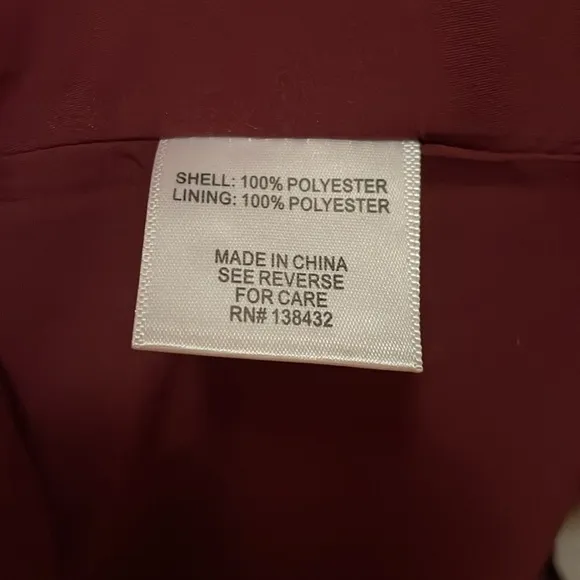 SHELL: 100% POLYESTER
LINING: 100% POLYESTER
MADE IN CHINA
SEE REVERSE
FOR CARE
RN# 138432